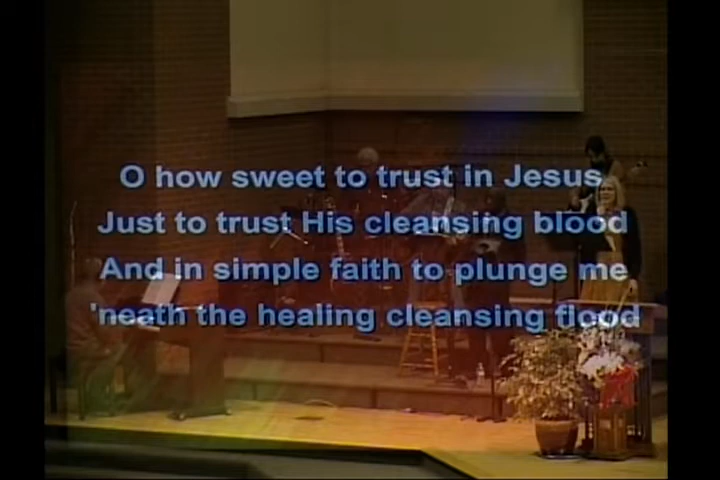 O how sweet to trust in Jesus
Just to trust His cleansing blood
And in simple faith to plunge me
'neath the healing cleansing flood